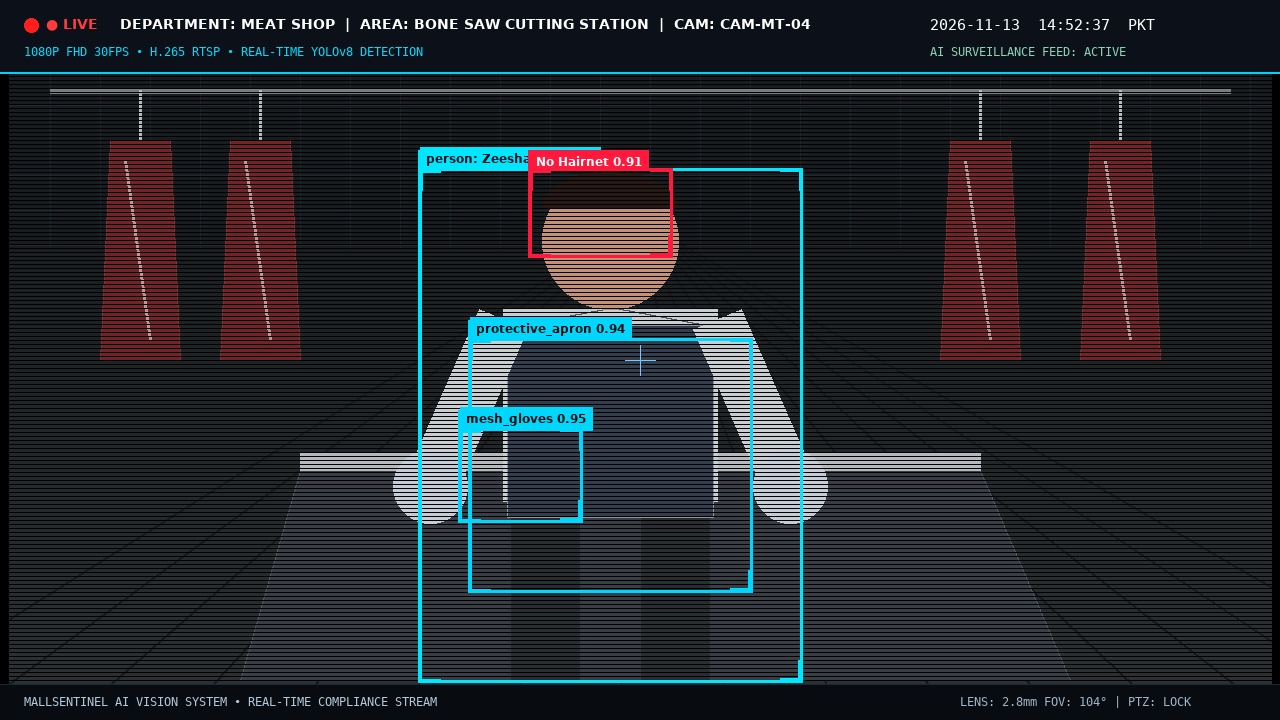 ● LIVE DEPARTMENT: MEAT SHOP | AREA: BONE SAW CUTTING STATION | CAM: CAM-MT-04 2026-11-13 14:52:37 PKT
1080P FHD 30FPS • H.265 RTSP • REAL-TIME YOLOv8 DETECTION AI SURVEILLANCE FEED: ACTIVE
person: Zeesha
No Hairnet 0.91
protective_apron 0.94
mesh_gloves 0.95
MALLSENTINEL AI VISION SYSTEM • REAL-TIME COMPLIANCE STREAM LENS: 2.8mm FOV: 104° | PTZ: LOCK